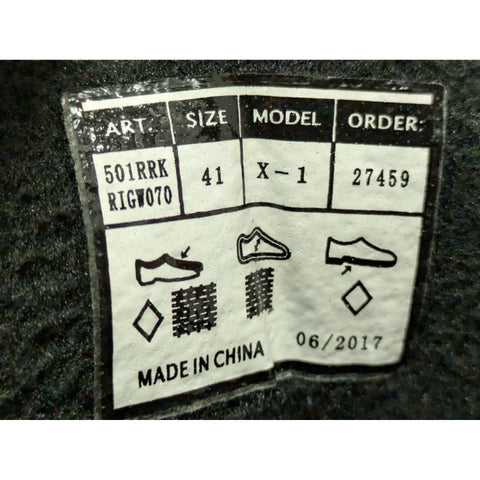 ART. SIZE MODEL ORDER:
501RRK 41 X-1 27459
RIGW070
06/2017
MADE IN CHINA